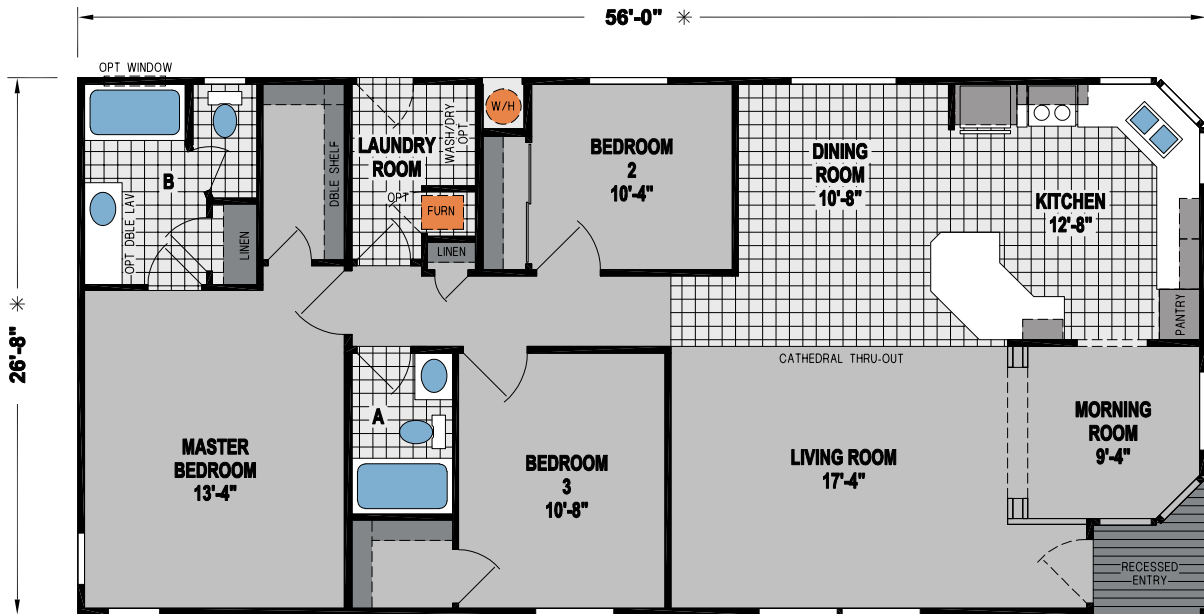 56'-0" ✳
OPT WINDOW
26'-8" ✳
B
OPT DBLE LAV
LINEN
DBLE SHELF
LAUNDRY
ROOM
WASH/DRY
OPT
OPT
FURN
LINEN
W/H
BEDROOM
2
10'-4"
DINING
ROOM
10'-8"
KITCHEN
12'-8"
PANTRY
CATHEDRAL THRU-OUT
MASTER
BEDROOM
13'-4"
A
BEDROOM
3
10'-8"
LIVING ROOM
17'-4"
MORNING
ROOM
9'-4"
RECESSED
ENTRY